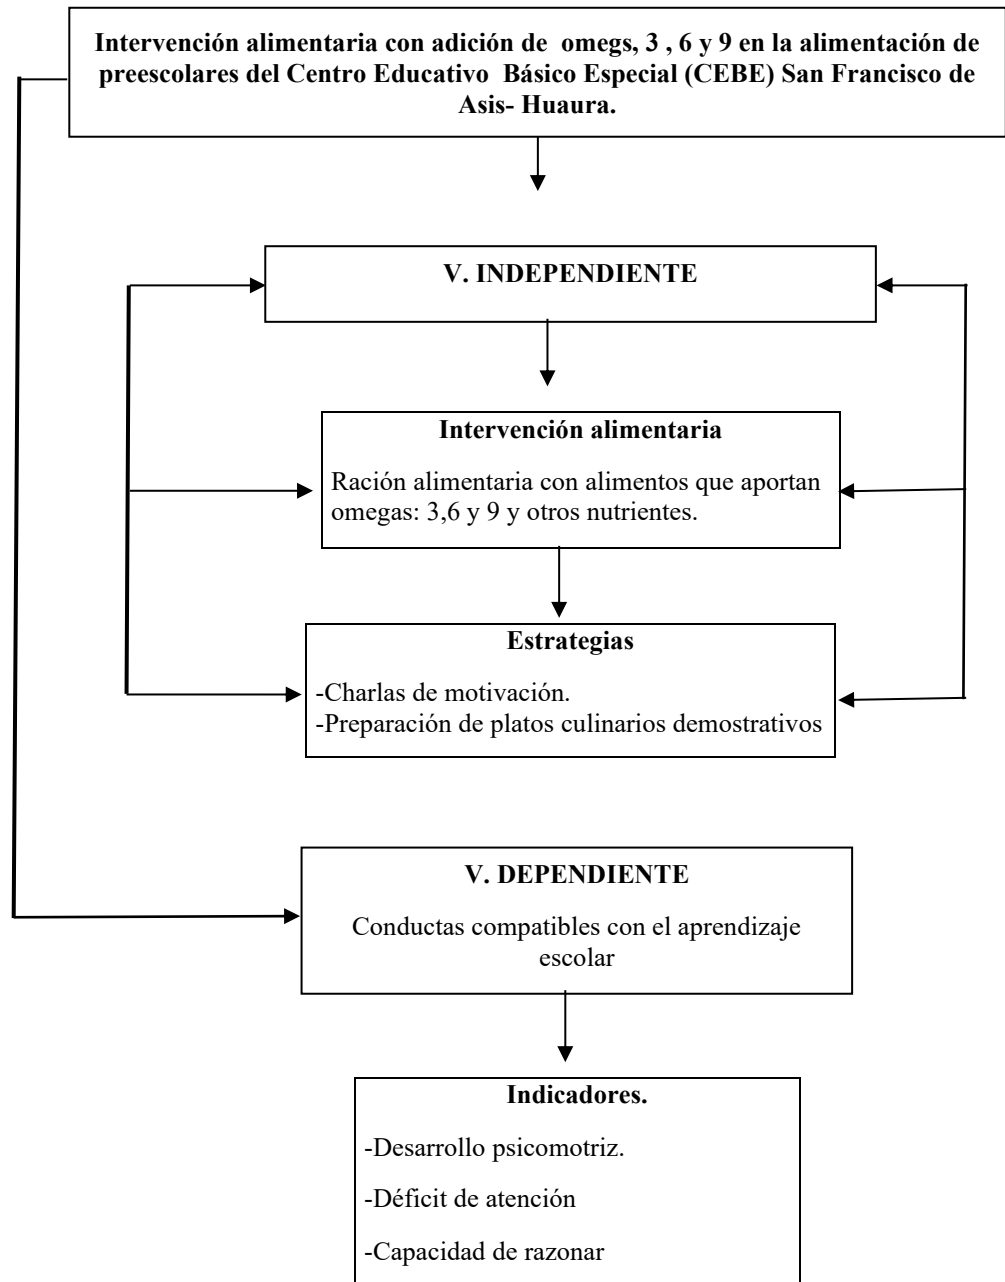 Intervención alimentaria con adición de omegs, 3 , 6 y 9 en la alimentación de
preescolares del Centro Educativo Básico Especial (CEBE) San Francisco de
Asis- Huaura.
V. INDEPENDIENTE
Intervención alimentaria
Ración alimentaria con alimentos que aportan
omegas: 3,6 y 9 y otros nutrientes.
Estrategias
-Charlas de motivación.
-Preparación de platos culinarios demostrativos
V. DEPENDIENTE
Conductas compatibles con el aprendizaje
escolar
Indicadores.
-Desarrollo psicomotriz.
-Déficit de atención
-Capacidad de razonar